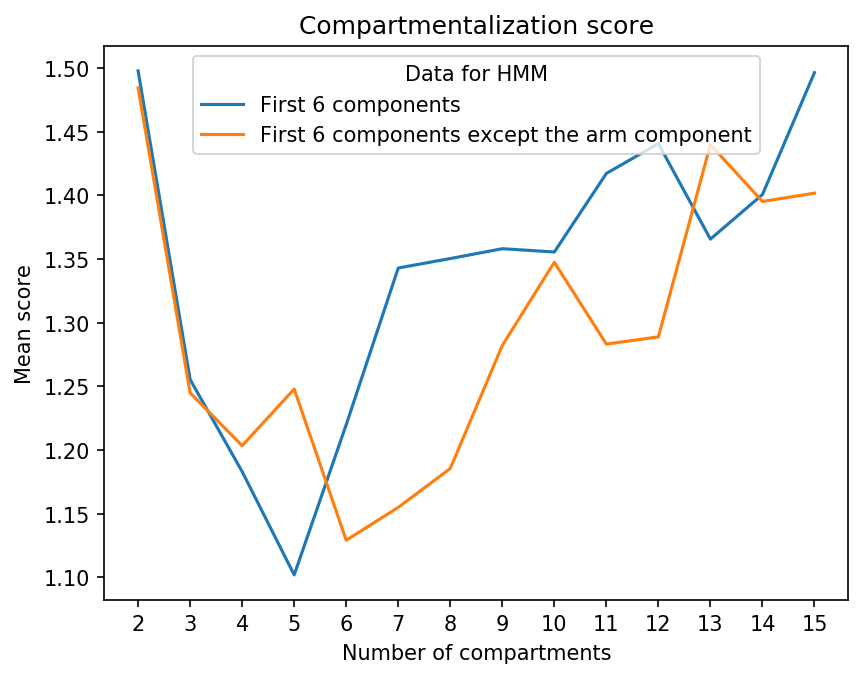 Compartmentalization score
Data for HMM
First 6 components
First 6 components except the arm component
Mean score
1.50
1.45
1.40
1.35
1.30
1.25
1.20
1.15
1.10
2 3 4 5 6 7 8 9 10 11 12 13 14 15
Number of compartments